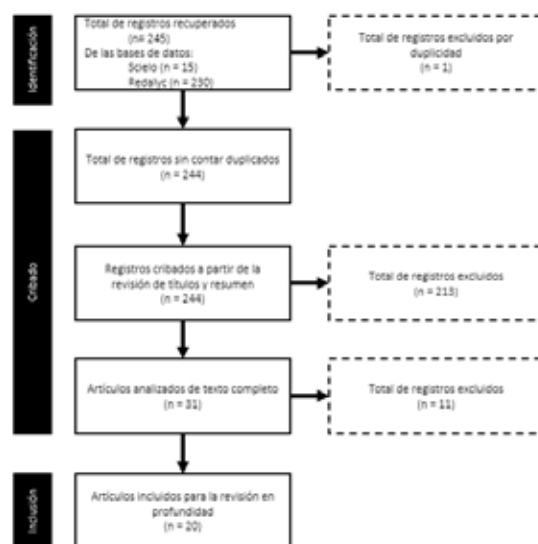 Identificación
Total de registros recuperados
(n= 245)
De las bases de datos:
Scielo (n = 15)
Redalyc (n = 230)
Total de registros excluidos por
duplicidad
(n = 1)
Cribado
Total de registros sin contar duplicados
(n = 244)
Registros cribados a partir de la
revisión de títulos y resumen
(n = 244)
Total de registros excluidos
(n = 213)
Artículos analizados de texto completo
(n = 31)
Total de registros excluidos
(n = 11)
Inclusión
Artículos incluidos para la revisión en
profundidad
(n = 20)